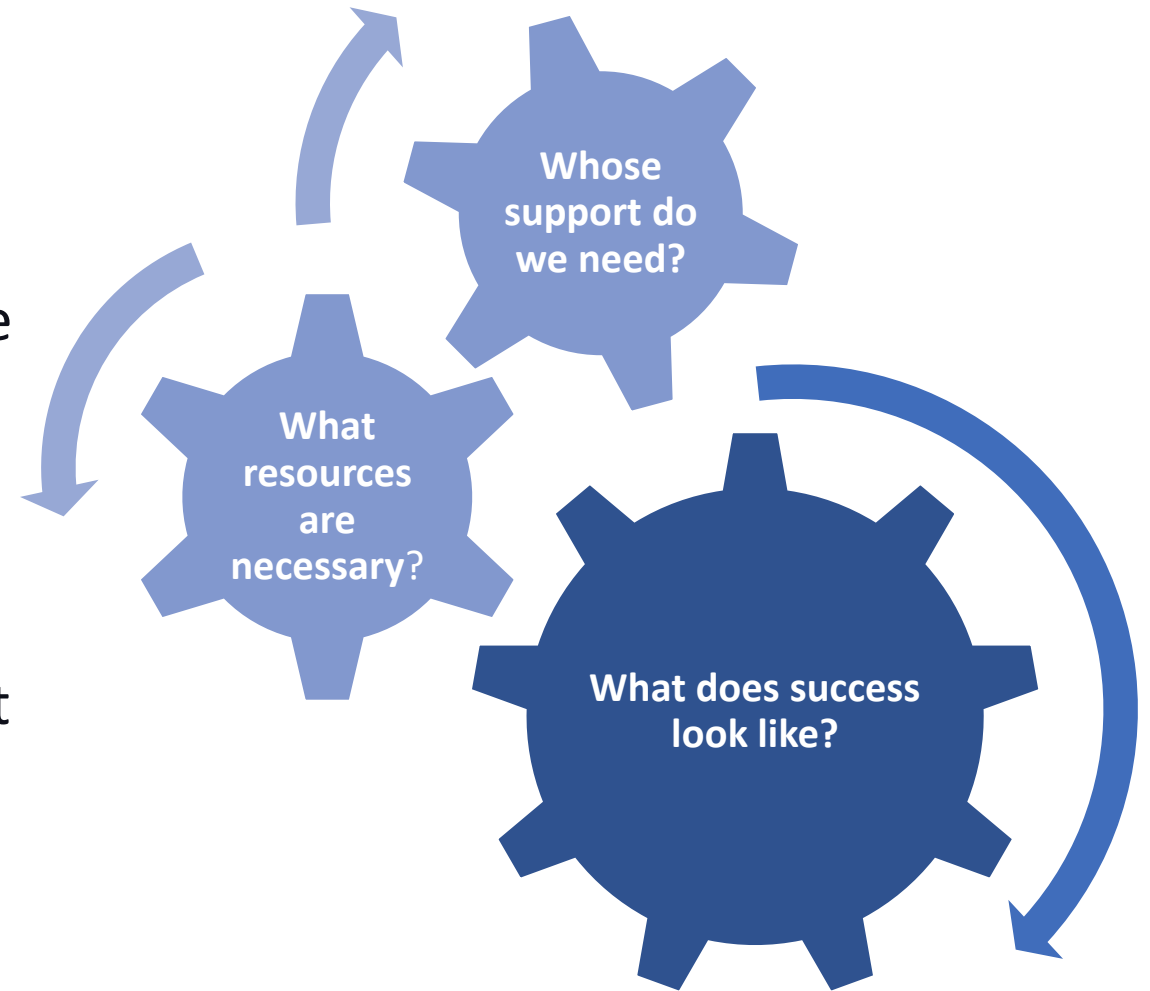 Whose
support do
we need?
e
What
resources
are
necessary?
t
What does success
look like?